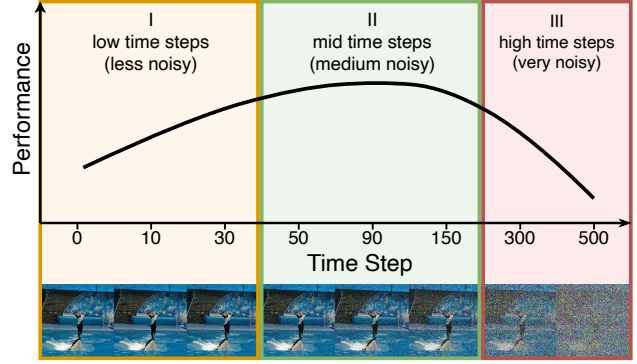 I
low time steps
(less noisy)
II
mid time steps
(medium noisy)
III
high time steps
(very noisy)
Performance
0 10 30 50 90 150 300 500
Time Step